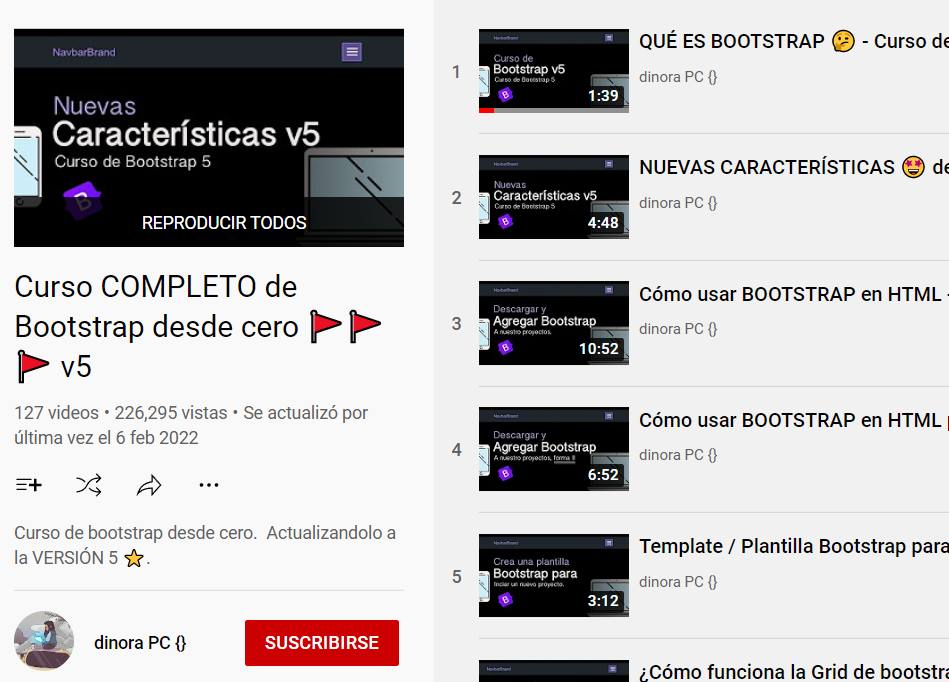 NavbarBrand
Nuevas
Características v5
Curso de Bootstrap 5
REPRODUCIR TODOS
Curso COMPLETO de
Bootstrap desde cero 🚩🚩
🚩 v5
127 videos • 226,295 vistas • Se actualizó por
última vez el 6 feb 2022
Curso de bootstrap desde cero.  Actualizandolo a
la VERSIÓN 5 ⭐.
dinora PC {}
SUSCRIBIRSE
1
NavbarBrand
Curso de
Bootstrap v5
Curso de Bootstrap 5
B
1:39
QUÉ ES BOOTSTRAP 🤔 - Curso de
dinora PC {}
2
NavbarBrand
Nuevas
Características v5
Curso de Bootstrap 5
B
4:48
NUEVAS CARACTERÍSTICAS 🤩 de
dinora PC {}
3
NavbarBrand
Descargar y
Agregar Bootstrap
A nuestro proyectos.
B
10:52
Cómo usar BOOTSTRAP en HTML -
dinora PC {}
4
NavbarBrand
Descargar y
Agregar Bootstrap
A nuestro proyectos, forma II
B
6:52
Cómo usar BOOTSTRAP en HTML
dinora PC {}
5
NavbarBrand
Crea una plantilla
Bootstrap para
Iniciar un nuevo proyecto.
B
3:12
Template / Plantilla Bootstrap para
dinora PC {}
NavbarBrand
¿Cómo funciona la Grid de bootstra